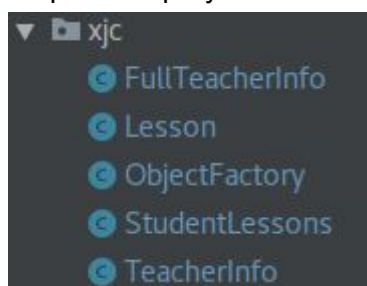 xjc
FullTeacherInfo
Lesson
ObjectFactory
StudentLessons
TeacherInfo